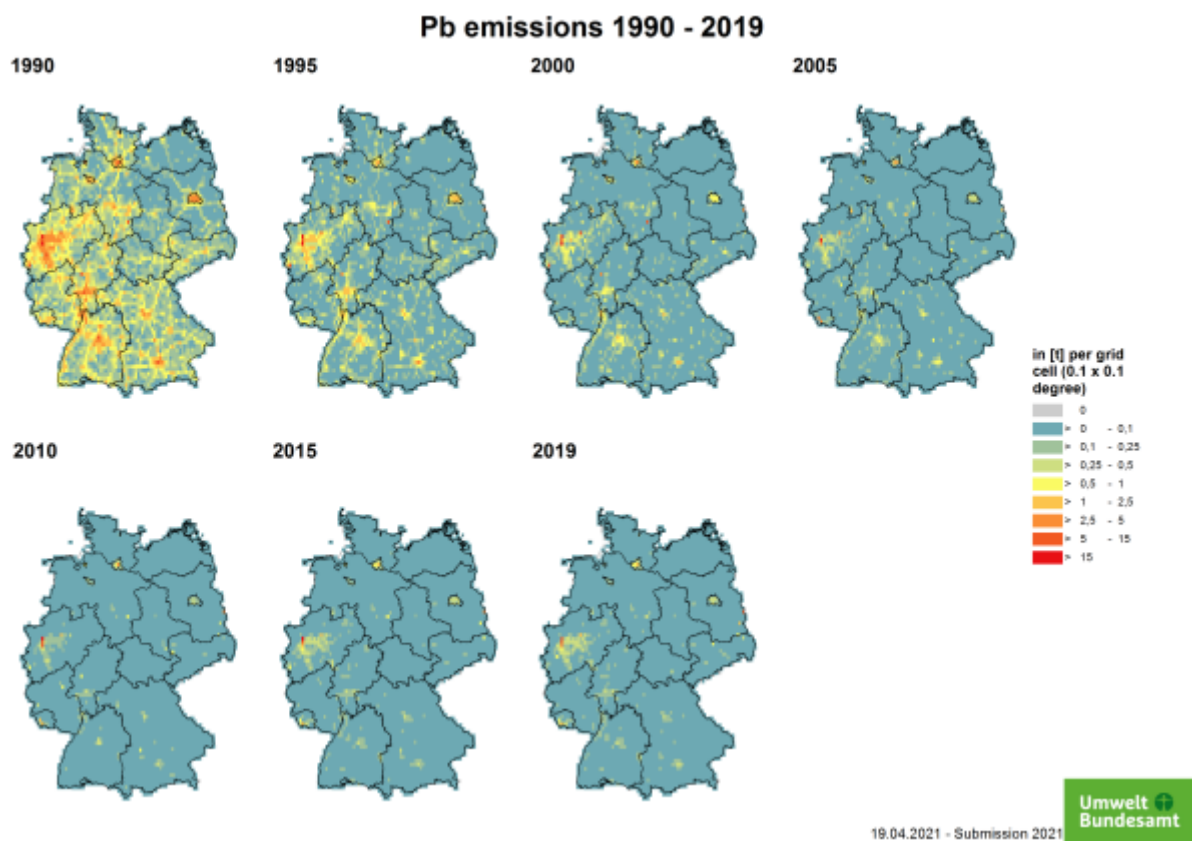 Pb emissions 1990 - 2019
1990
1995
2000
2005
in [t] per grid
cell (0.1 x 0.1
degree)
0
> 0 - 0,1
> 0,1 - 0,25
> 0,25 - 0,5
> 0,5 - 1
> 1 - 2,5
> 2,5 - 5
> 5 - 15
> 15
2010
2015
2019
19.04.2021 - Submission 2021
Umwelt
Bundesamt